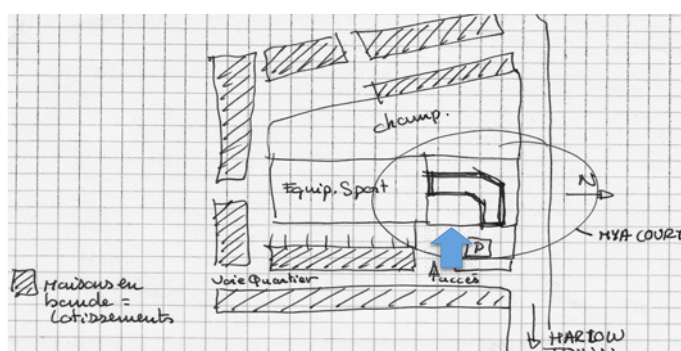 champ.
Equip. Sport
N
MYA COURT
P
accès
Voie Quartier
Maisons en
bande =
lotissements
HARLOW